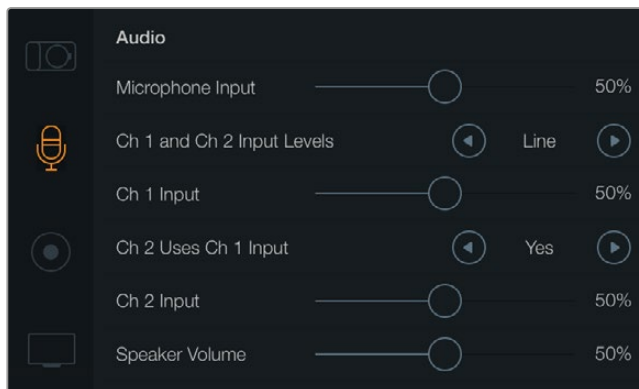 Audio
Microphone Input 50%
Ch 1 and Ch 2 Input Levels Line
Ch 1 Input 50%
Ch 2 Uses Ch 1 Input Yes
Ch 2 Input 50%
Speaker Volume 50%